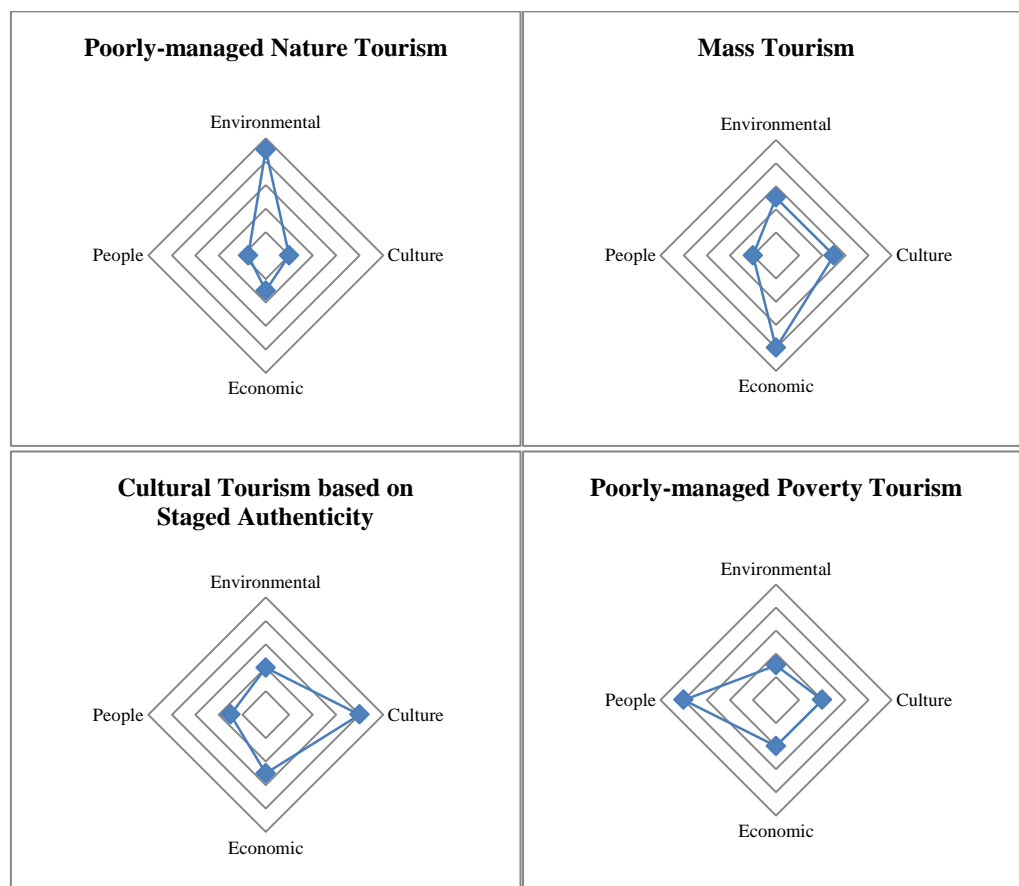 Poorly-managed Nature Tourism
Environmental
People
Culture
Economic
Mass Tourism
Environmental
People
Culture
Economic
Cultural Tourism based on
Staged Authenticity
Environmental
People
Culture
Economic
Poorly-managed Poverty Tourism
Environmental
People
Culture
Economic